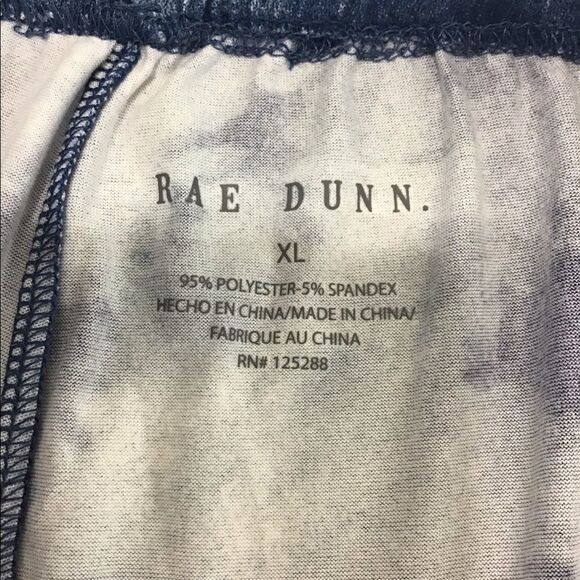 RAE DUNN.
XL
95% POLYESTER-5% SPANDEX
HECHO EN CHINA/MADE IN CHINA/
FABRIQUE AU CHINA
RN# 125288